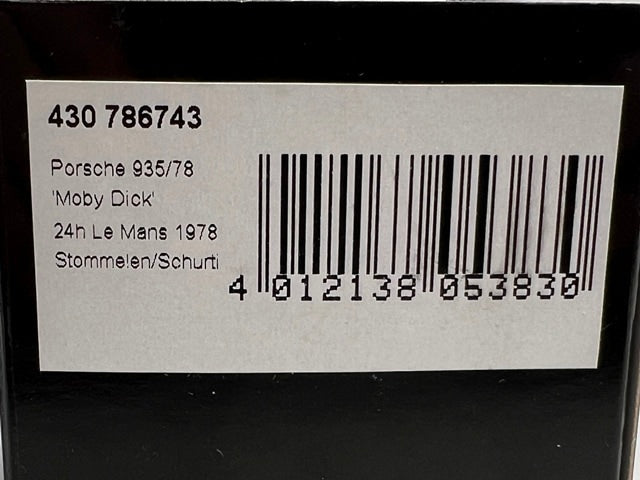 430 786743
Porsche 935/78
'Moby Dick'
24h Le Mans 1978
Stommelen/Schurti
4 012138 053830